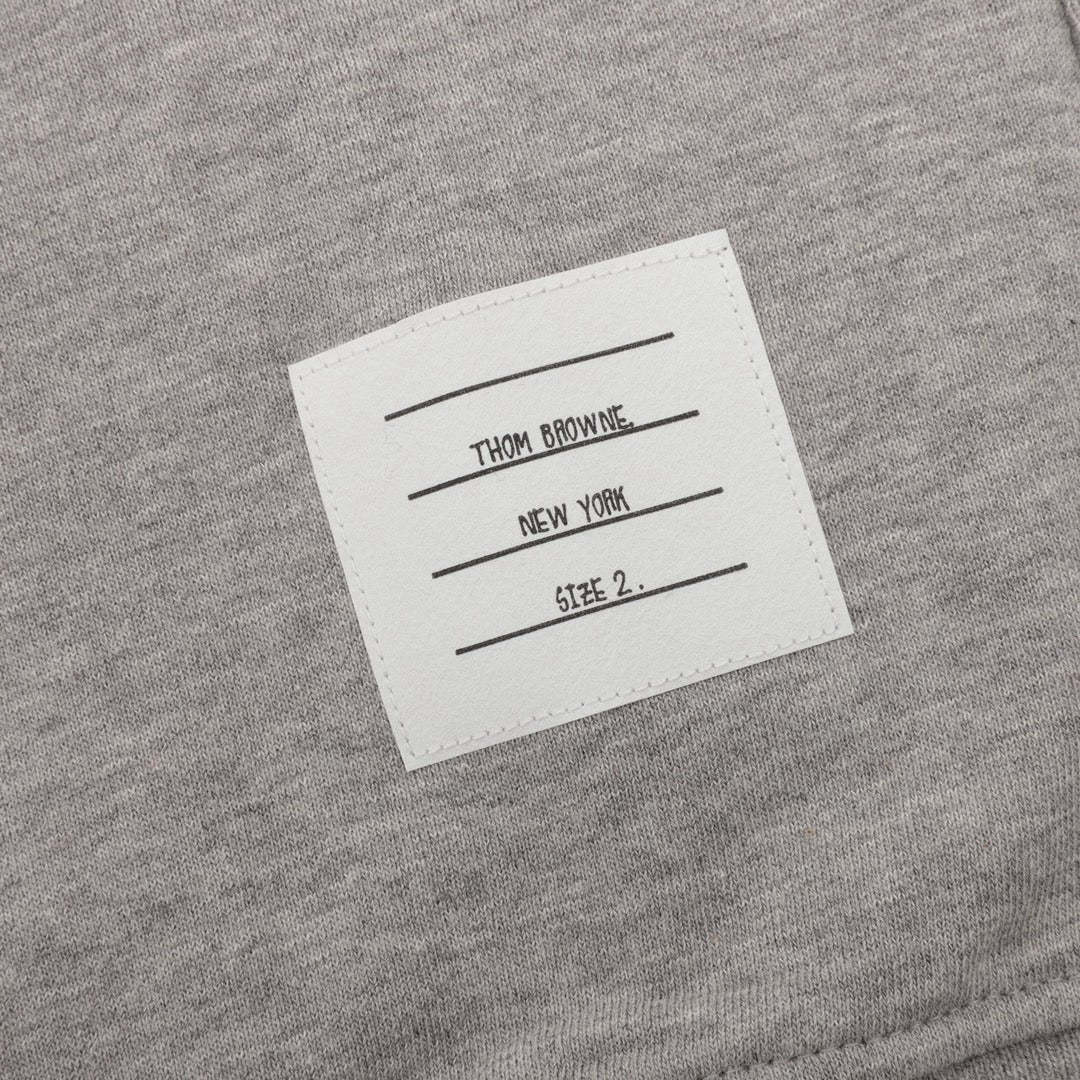 THOM BROWNE.
NEW YORK
SIZE 2.